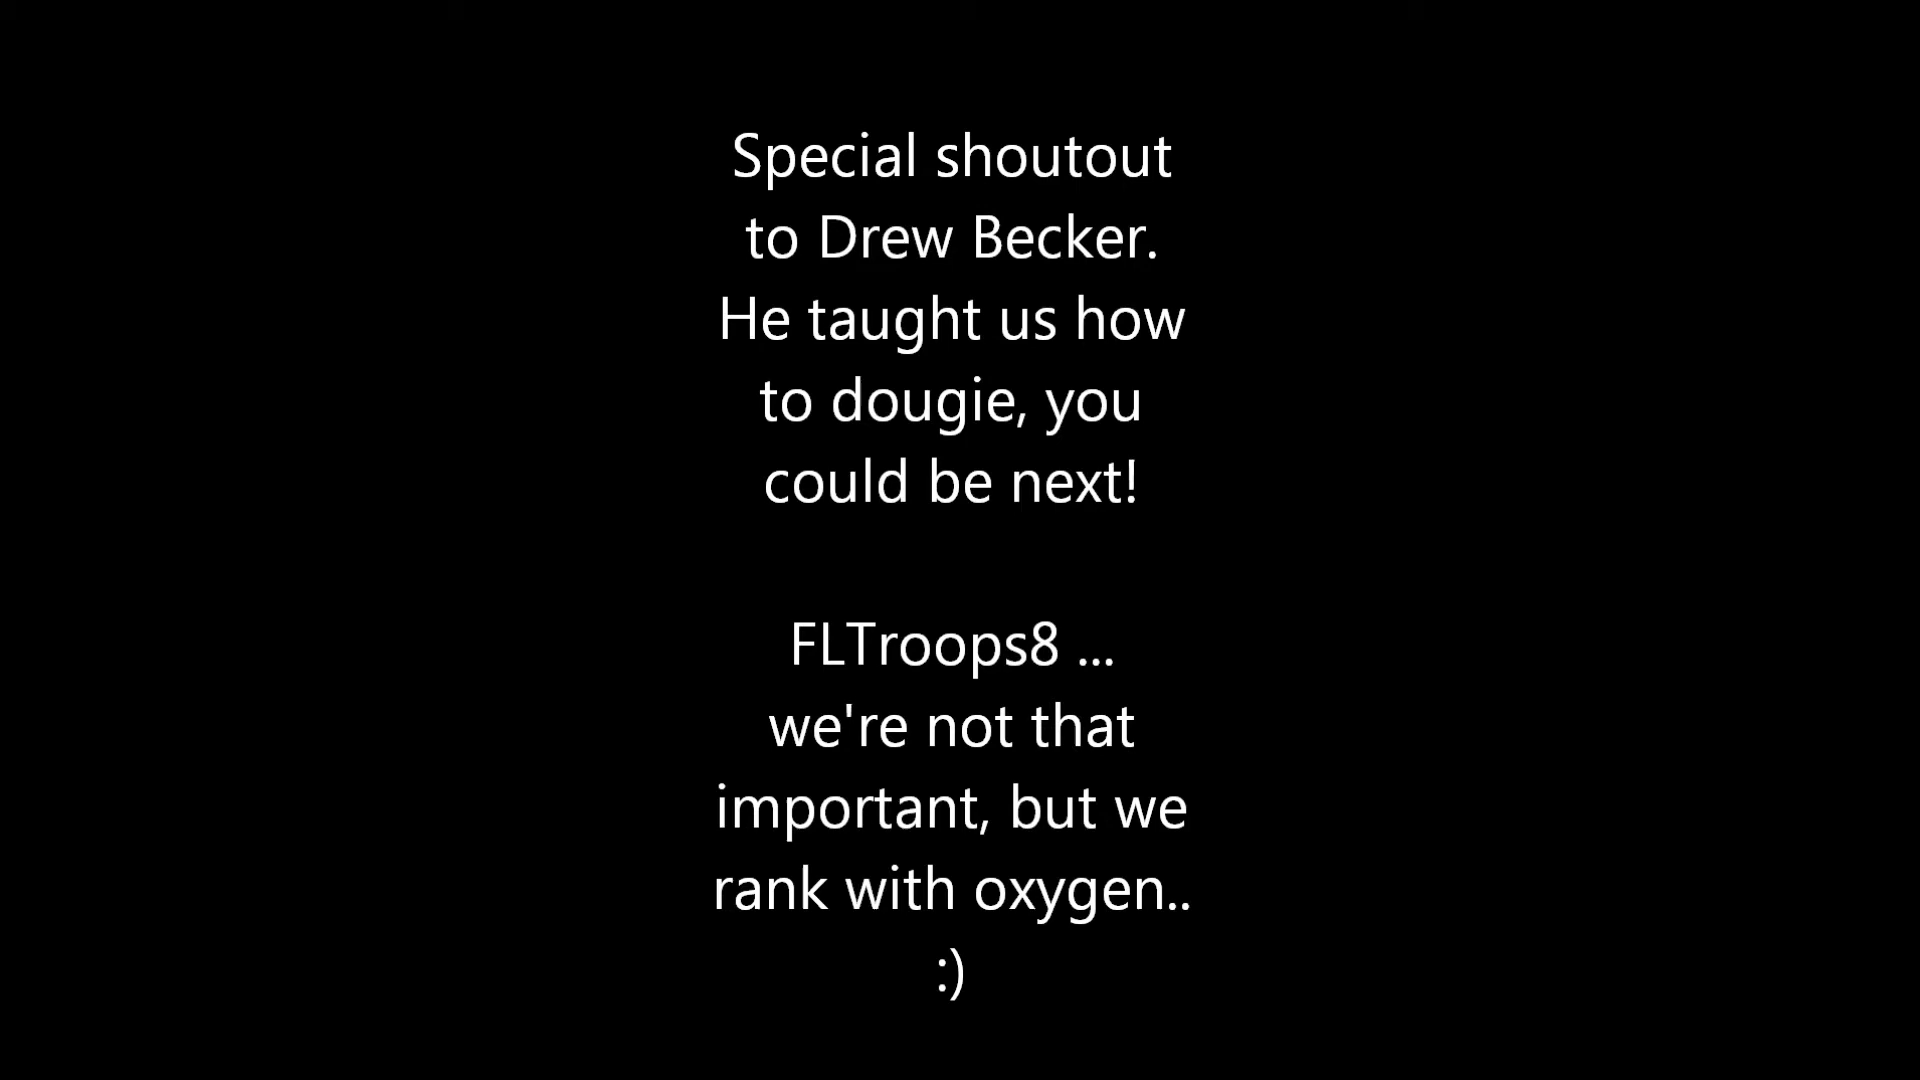 Special shoutout
to Drew Becker.
He taught us how
to dougie, you
could be next!
FLTroops8 ...
we're not that
important, but we
rank with oxygen..
:)